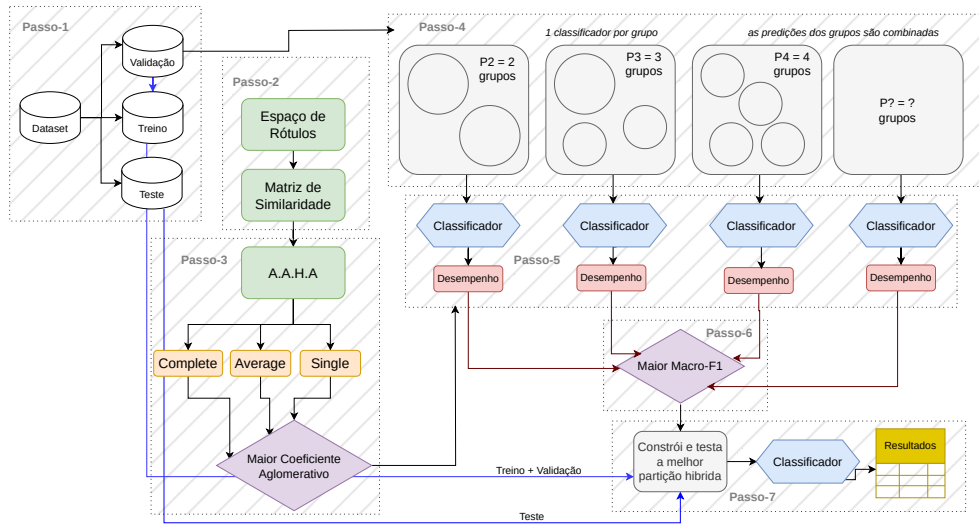 Passo-1
Validação
Dataset
Treino
Teste
Passo-2
Espaço de
Rótulos
Matriz de
Similaridade
Passo-3
A.A.H.A
Complete
Average
Single
Maior Coeficiente
Aglomerativo
Passo-4
1 classificador por grupo
as predições dos grupos são combinadas
P2 = 2
grupos
P3 = 3
grupos
P4 = 4
grupos
P? = ?
grupos
Classificador
Classificador
Classificador
Classificador
Passo-5
Desempenho
Desempenho
Desempenho
Desempenho
Passo-6
Maior Macro-F1
Treino + Validação
Teste
Constrói e testa
a melhor
partição hibrida
Classificador
Resultados
Passo-7